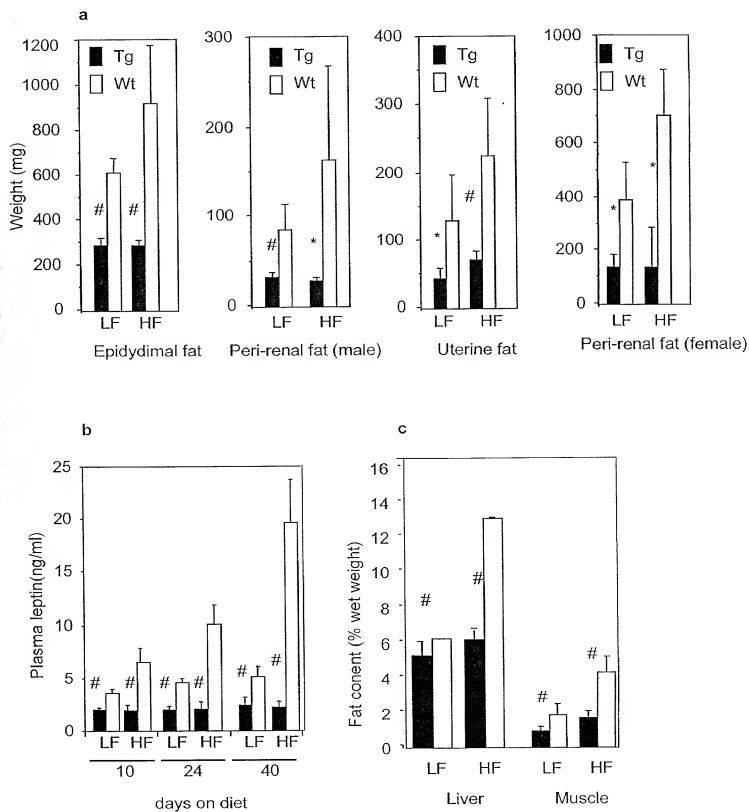 a
1200
1000
800
600
400
300
0
Weight (mg)
Tg
Wt
#
#
LF HF
Epidydimal fat
300
200
100
0
Tg
Wt
#
*
LF HF
Peri-renal fat (male)
400
300
200
100
0
Tg
Wt
*
#
LF HF
Uterine fat
1000
800
600
400
200
0
Tg
Wt
*
*
LF HF
Peri-renal fat (female)
b
25
20
15
10
5
0
Plasma leptin(ng/ml)
# # # # # #
LF HF LF HF LF HF
10 24 40
days on diet
c
16
14
12
10
8
6
4
2
0
Fat conent (% wet weight)
# # # #
LF HF LF HF
Liver Muscle